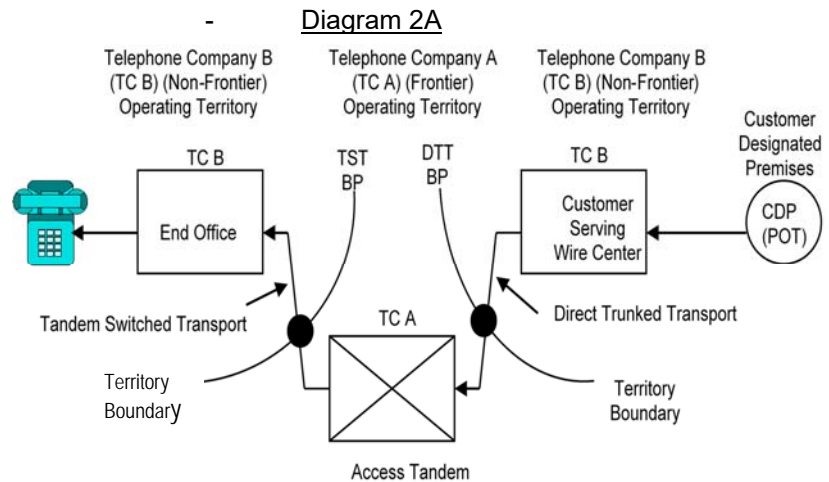 - Diagram 2A
Telephone Company B
(TC B) (Non-Frontier)
Operating Territory
Telephone Company A
(TC A) (Frontier)
Operating Territory
Telephone Company B
(TC B) (Non-Frontier)
Operating Territory
Customer
Designated
Premises
TC B
TST
BP
DTT
BP
TC B
End Office
Customer
Serving
Wire Center
CDP
(POT)
Tandem Switched Transport
TC A
Direct Trunked Transport
Territory
Boundary
Territory
Boundary
Access Tandem